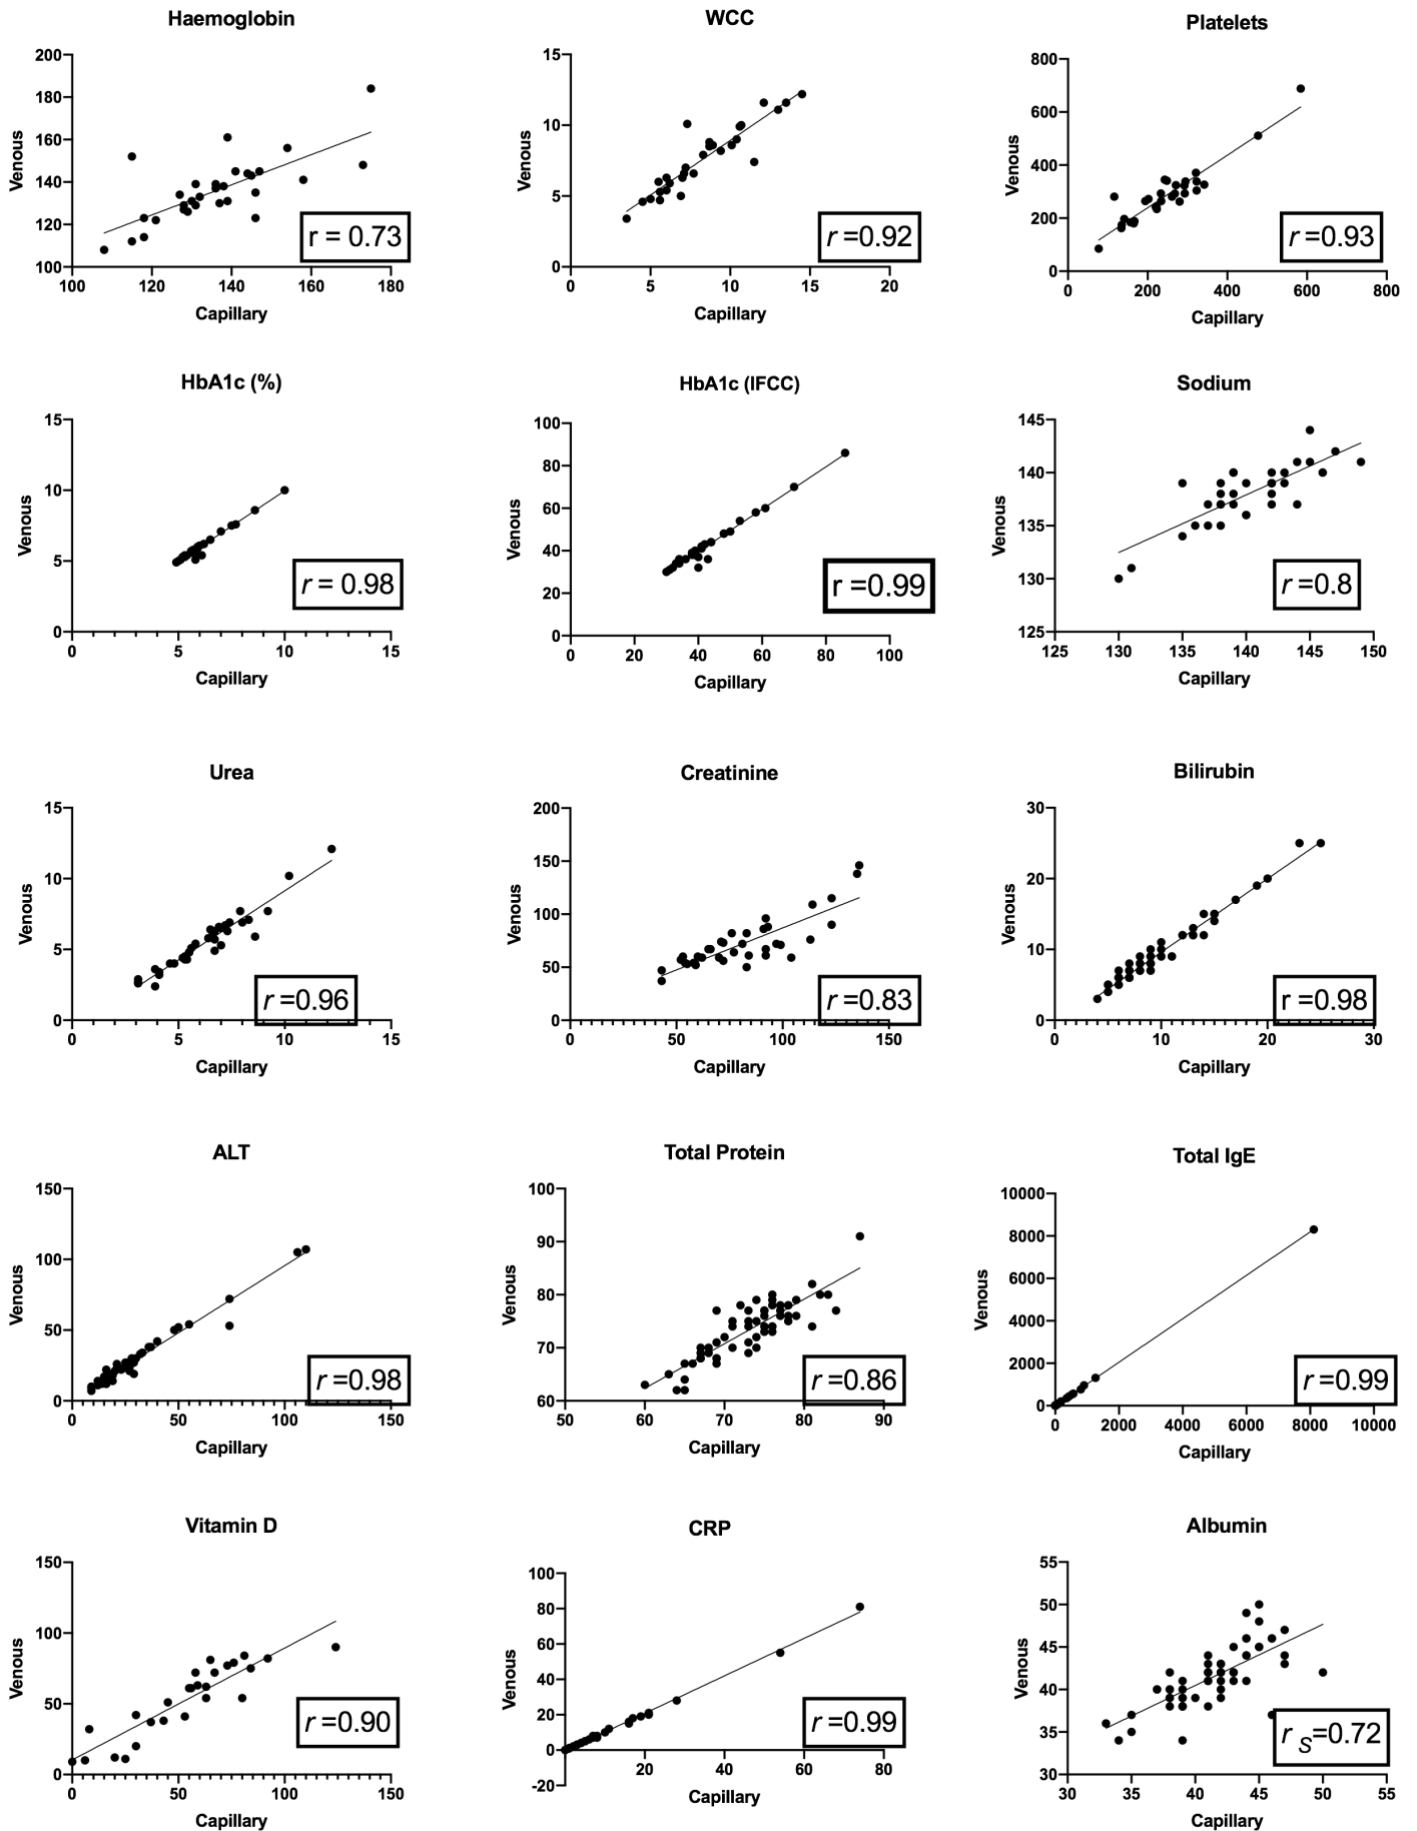 Haemoglobin
200
180
160
140
120
100
Venous
100 120 140 160 180
Capillary
r = 0.73
WCC
15
10
5
0
Venous
0 5 10 15 20
Capillary
r =0.92
Platelets
800
600
400
200
0
Venous
0 200 400 600 800
Capillary
r =0.93
HbA1c (%)
15
10
5
0
Venous
0 5 10 15
Capillary
r = 0.98
HbA1c (IFCC)
100
80
60
40
20
0
Venous
0 20 40 60 80 100
Capillary
r =0.99
Sodium
145
140
135
130
125
Venous
125 130 135 140 145 150
Capillary
r =0.8
Urea
15
10
5
0
Venous
0 5 10 15
Capillary
r =0.96
Creatinine
200
150
100
50
0
Venous
0 50 100 150
Capillary
r =0.83
Bilirubin
30
20
10
0
Venous
0 10 20 30
Capillary
r =0.98
ALT
150
100
50
0
Venous
0 50 100 150
Capillary
r =0.98
Total Protein
100
90
80
70
60
Venous
50 60 70 80 90
Capillary
r =0.86
Total IgE
10000
8000
6000
4000
2000
0
Venous
0 2000 4000 6000 8000 10000
Capillary
r =0.99
Vitamin D
150
100
50
0
Venous
0 50 100 150
Capillary
r =0.90
CRP
100
80
60
40
20
0
-20
Venous
20 40 60 80
Capillary
r =0.99
Albumin
55
50
45
40
35
30
Venous
30 35 40 45 50 55
Capillary
r S=0.72